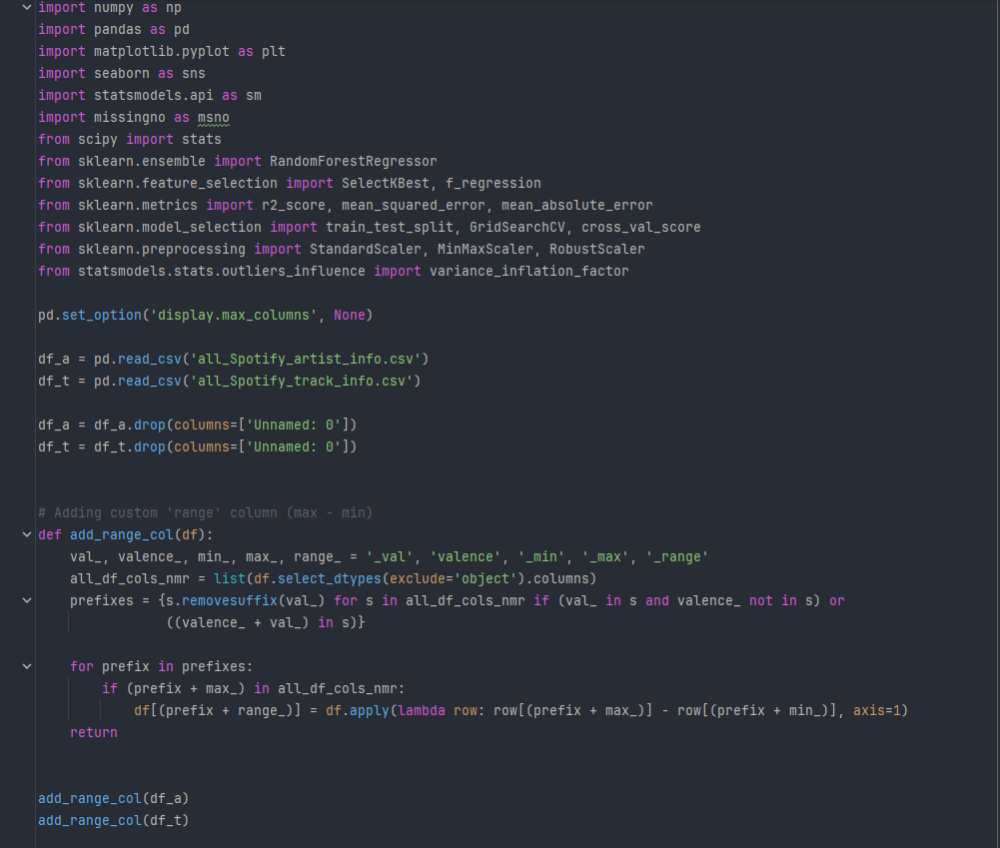 import numpy as np
import pandas as pd
import matplotlib.pyplot as plt
import seaborn as sns
import statsmodels.api as sm
import missingno as msno
from scipy import stats
from sklearn.ensemble import RandomForestRegressor
from sklearn.feature_selection import SelectKBest, f_regression
from sklearn.metrics import r2_score, mean_squared_error, mean_absolute_error
from sklearn.model_selection import train_test_split, GridSearchCV, cross_val_score
from sklearn.preprocessing import StandardScaler, MinMaxScaler, RobustScaler
from statsmodels.stats.outliers_influence import variance_inflation_factor

pd.set_option('display.max_columns', None)

df_a = pd.read_csv('all_Spotify_artist_info.csv')
df_t = pd.read_csv('all_Spotify_track_info.csv')

df_a = df_a.drop(columns=['Unnamed: 0'])
df_t = df_t.drop(columns=['Unnamed: 0'])


# Adding custom 'range' column (max - min)
def add_range_col(df):
    val_, valence_, min_, max_, range_ = '_val', 'valence', '_min', '_max', '_range'
    all_df_cols_nmr = list(df.select_dtypes(exclude='object').columns)
    prefixes = {s.removesuffix(val_) for s in all_df_cols_nmr if (val_ in s and valence_ not in s) or
                ((valence_ + val_) in s)}

    for prefix in prefixes:
        if (prefix + max_) in all_df_cols_nmr:
            df[(prefix + range_)] = df.apply(lambda row: row[(prefix + max_)] - row[(prefix + min_)], axis=1)
    return


add_range_col(df_a)
add_range_col(df_t)